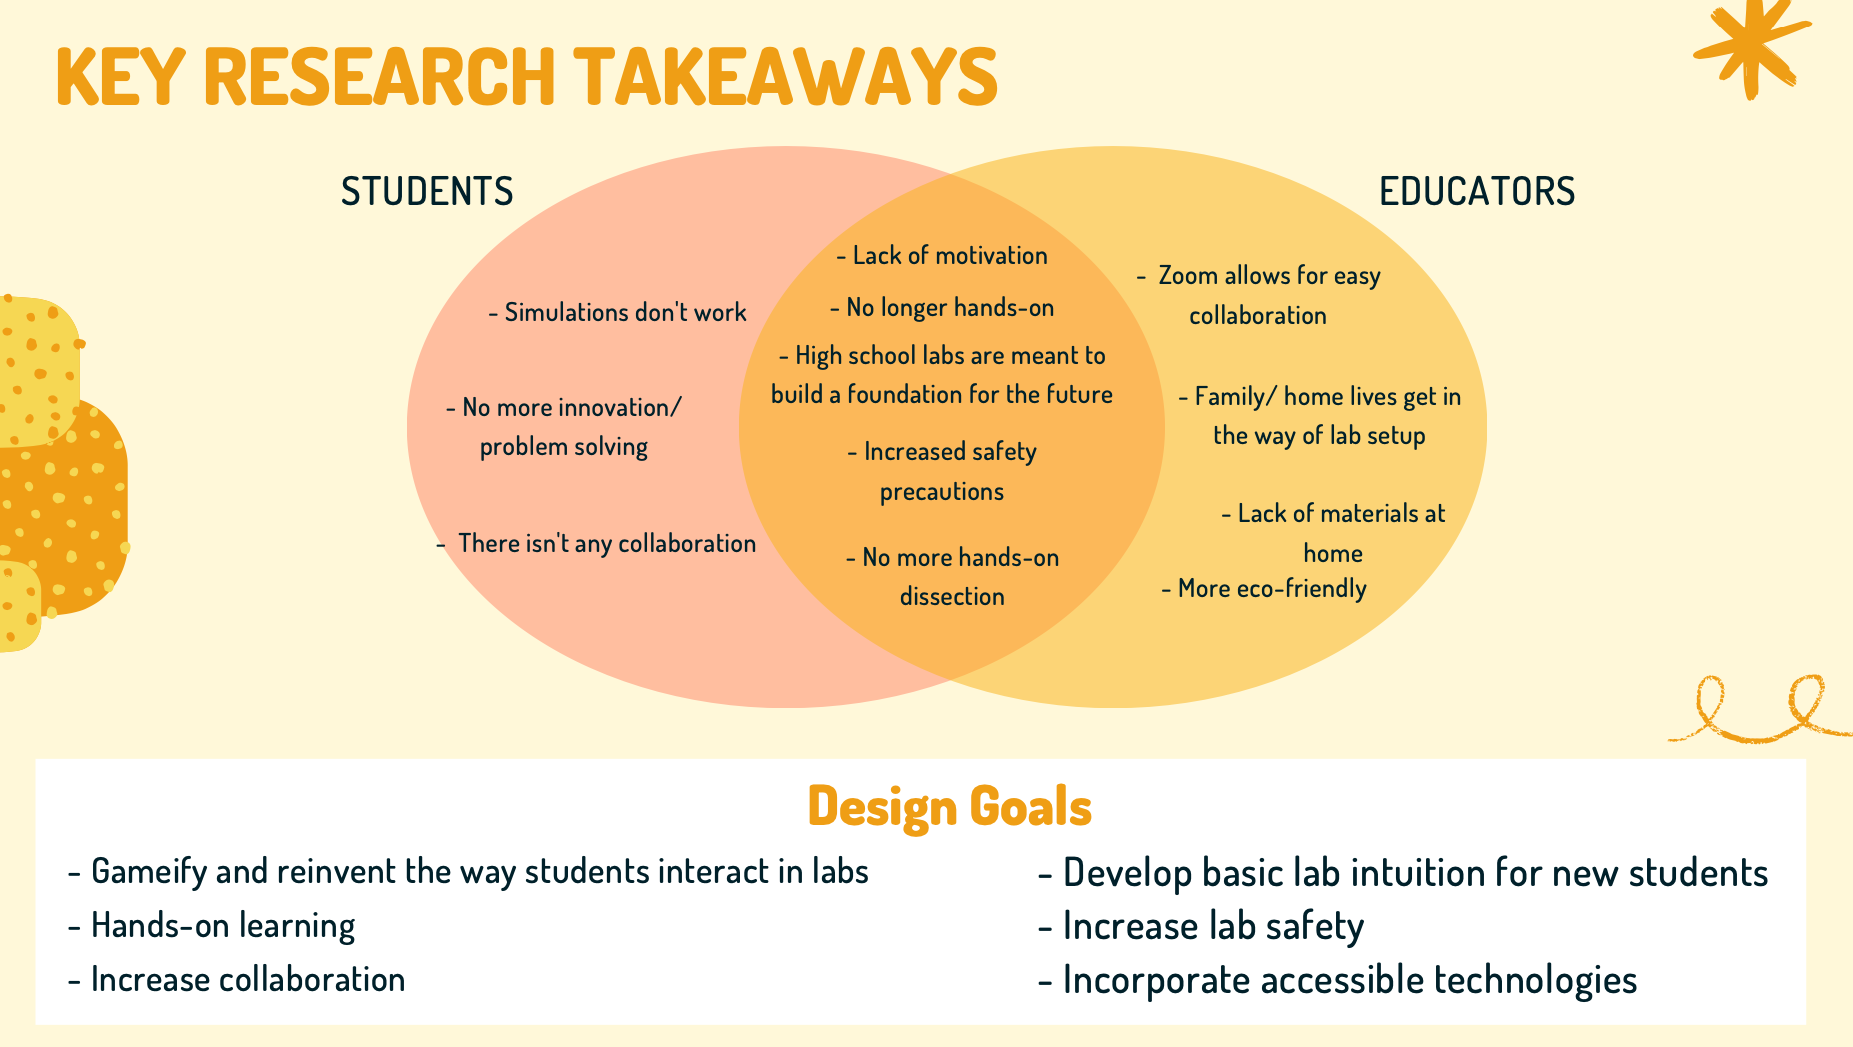 KEY RESEARCH TAKEAWAYS
STUDENTS
- Simulations don't work
- No more innovation/
problem solving
- There isn't any collaboration
- Lack of motivation
- No longer hands-on
- High school labs are meant to
build a foundation for the future
- Increased safety
precautions
- No more hands-on
dissection
EDUCATORS
- Zoom allows for easy
collaboration
- Family/ home lives get in
the way of lab setup
- Lack of materials at
home
- More eco-friendly
Design Goals
- Gameify and reinvent the way students interact in labs
- Hands-on learning
- Increase collaboration
- Develop basic lab intuition for new students
- Increase lab safety
- Incorporate accessible technologies